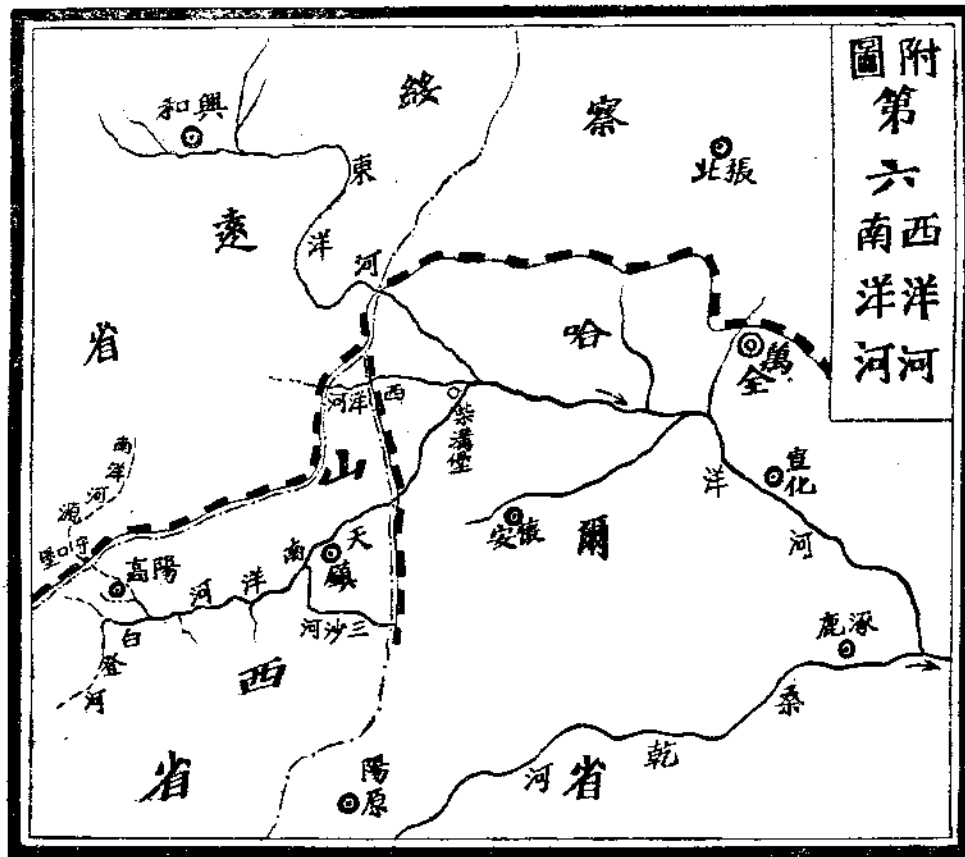 附圖第六
西洋河
南洋河
綏遠省
察哈爾省
山西省
興和
張北
東洋河
萬全
西洋河
柴溝堡
宣化
洋河
南洋河源
守口堡
陽高
天鎮
懷安
南洋河
三沙河
白登河
涿鹿
桑乾河
陽原